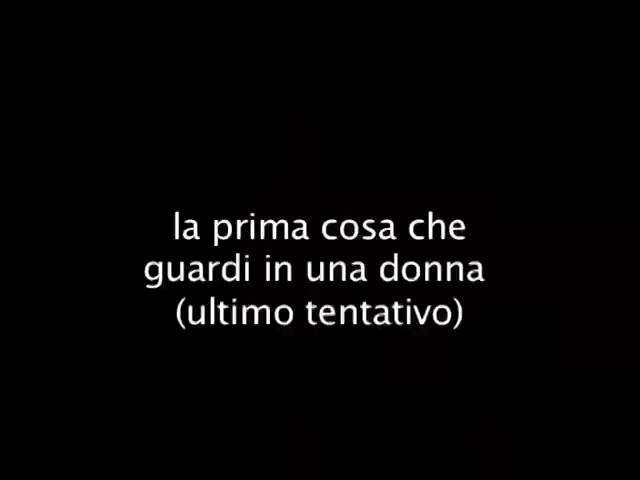 la prima cosa che
guardi in una donna
(ultimo tentativo)